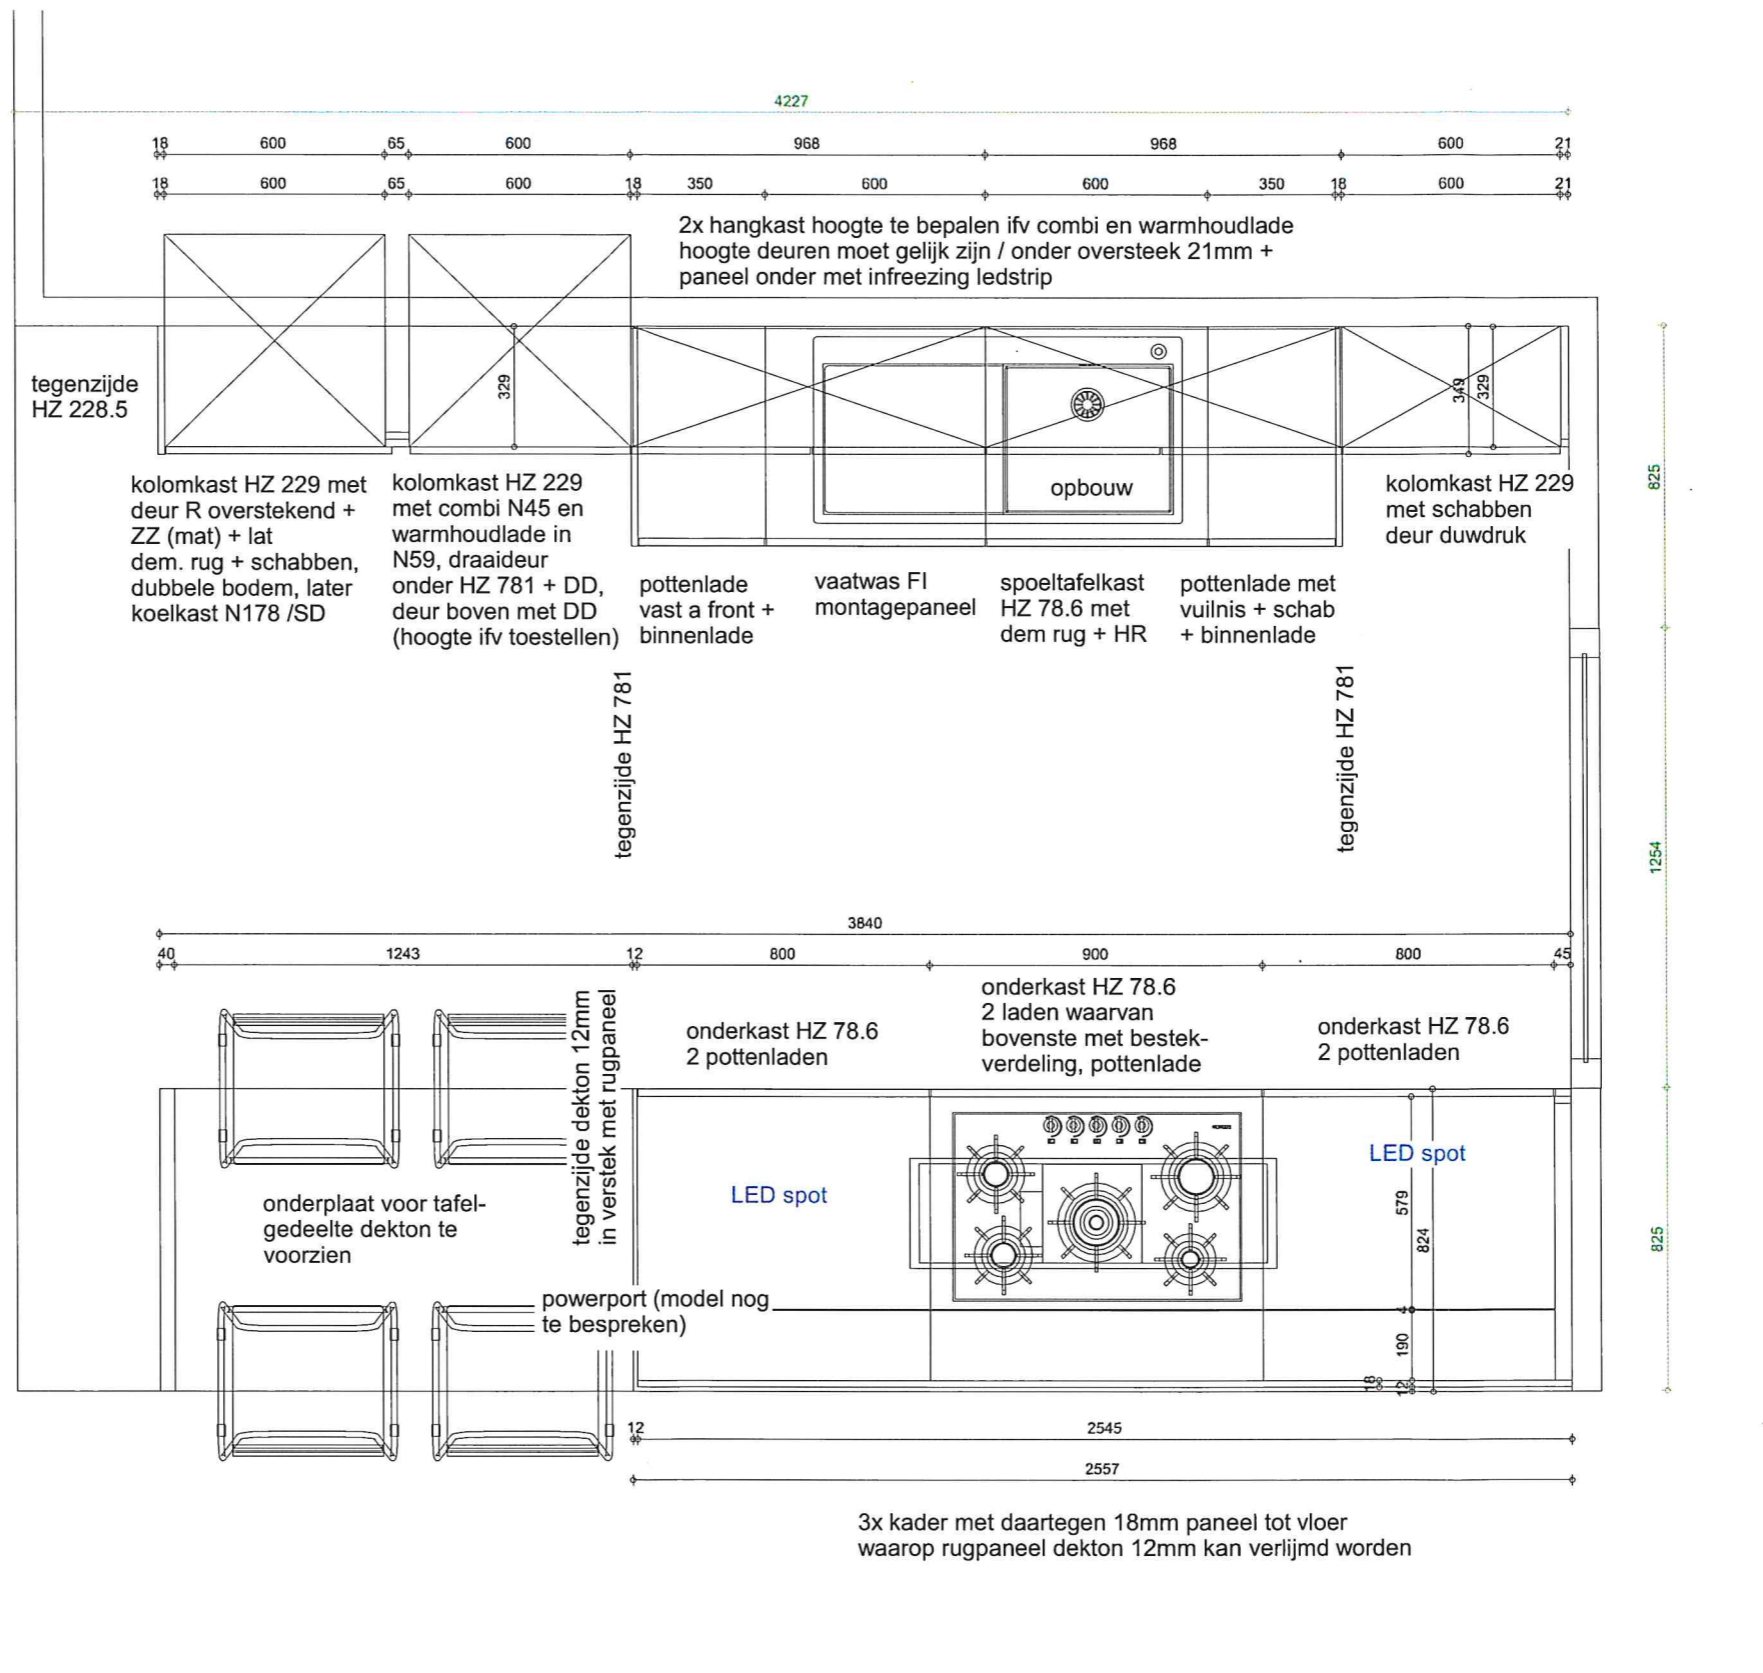 4227
18 600 65 600 968 968 600 21
18 600 65 600 18 350 600 600 350 18 600 21
2x hangkast hoogte te bepalen ifv combi en warmhoudlade
hoogte deuren moet gelijk zijn / onder oversteek 21mm +
paneel onder met infreezing ledstrip
tegenzijde
HZ 228.5
329
349
329
825
opbouw
kolomkast HZ 229 met
deur R overstekend +
ZZ (mat) + lat
dem. rug + schabben,
dubbele bodem, later
koelkast N178 /SD
kolomkast HZ 229
met combi N45 en
warmhoudlade in
N59, draaideur
onder HZ 781 + DD,
deur boven met DD
(hoogte ifv toestellen)
pottenlade
vast a front +
binnenlade
vaatwas FI
montagepaneel
spoeltafelkast
HZ 78.6 met
dem rug + HR
pottenlade met
vuilnis + schab
+ binnenlade
kolomkast HZ 229
met schabben
deur duwdruk
tegenzijde HZ 781
tegenzijde HZ 781
1254
3840
40 1243 12 800 900 800 45
tegenzijde dekton 12mm
in verstek met rugpaneel
onderkast HZ 78.6
2 pottenladen
onderkast HZ 78.6
2 laden waarvan
bovenste met bestek-
verdeling, pottenlade
onderkast HZ 78.6
2 pottenladen
LED spot
LED spot
onderplaat voor tafel-
gedeelte dekton te
voorzien
powerport (model nog
te bespreken)
579
824
4
190
18
12
825
12 2545
2557
3x kader met daartegen 18mm paneel tot vloer
waarop rugpaneel dekton 12mm kan verlijmd worden